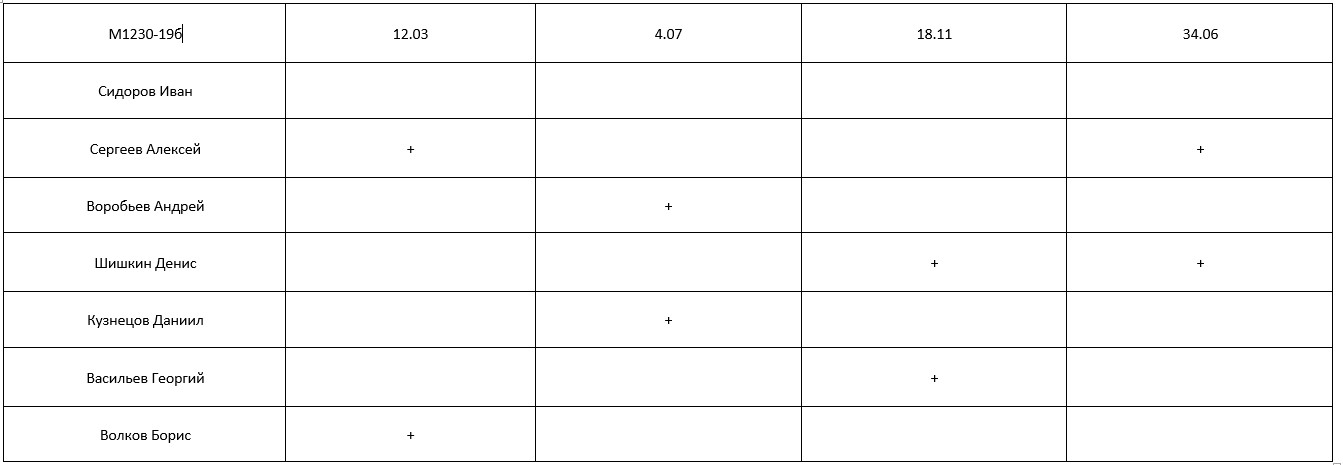 М1230-19б 12.03 4.07 18.11 34.06
Сидоров Иван
Сергеев Алексей + +
Воробьев Андрей +
Шишкин Денис + +
Кузнецов Даниил +
Васильев Георгий +
Волков Борис +